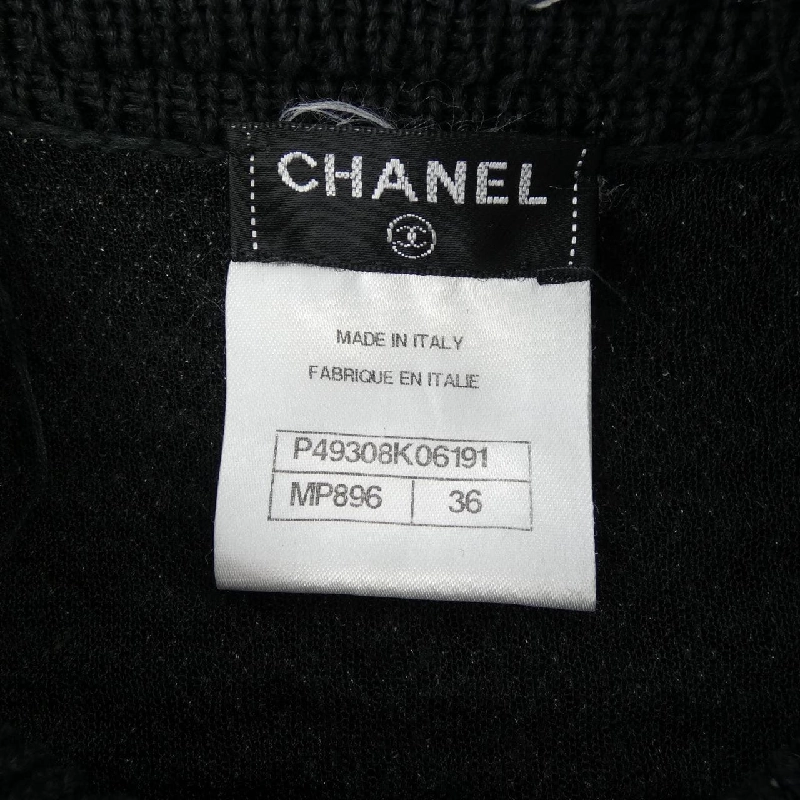 CHANEL
MADE IN ITALY
FABRIQUE EN ITALIE
P49308K06191
MP896 36